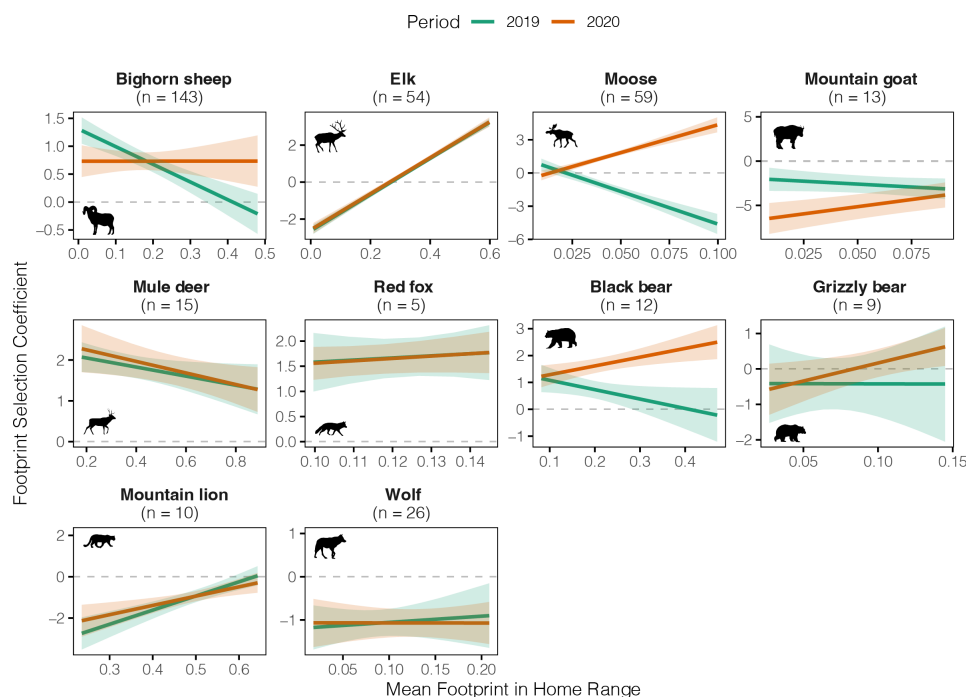 Period 2019 2020
Bighorn sheep
(n = 143)
Elk
(n = 54)
Moose
(n = 59)
Mountain goat
(n = 13)
1.5
1.0
0.5
0.0
−0.5
0.0 0.1 0.2 0.3 0.4 0.5
2
0
−2
0.0 0.2 0.4 0.6
3
0
−3
−6
0.025 0.050 0.075 0.100
5
0
−5
0.025 0.050 0.075
Mule deer
(n = 15)
Red fox
(n = 5)
Black bear
(n = 12)
Grizzly bear
(n = 9)
2
1
0
0.2 0.4 0.6 0.8
2.0
1.5
1.0
0.5
0.0
0.10 0.11 0.12 0.13 0.14
3
2
1
0
−1
0.1 0.2 0.3 0.4
1
0
−1
−2
0.05 0.10 0.15
Mountain lion
(n = 10)
Wolf
(n = 26)
2
0
−2
0.3 0.4 0.5 0.6
1
0
−1
0.05 0.10 0.15 0.20
Footprint Selection Coefficient
Mean Footprint in Home Range